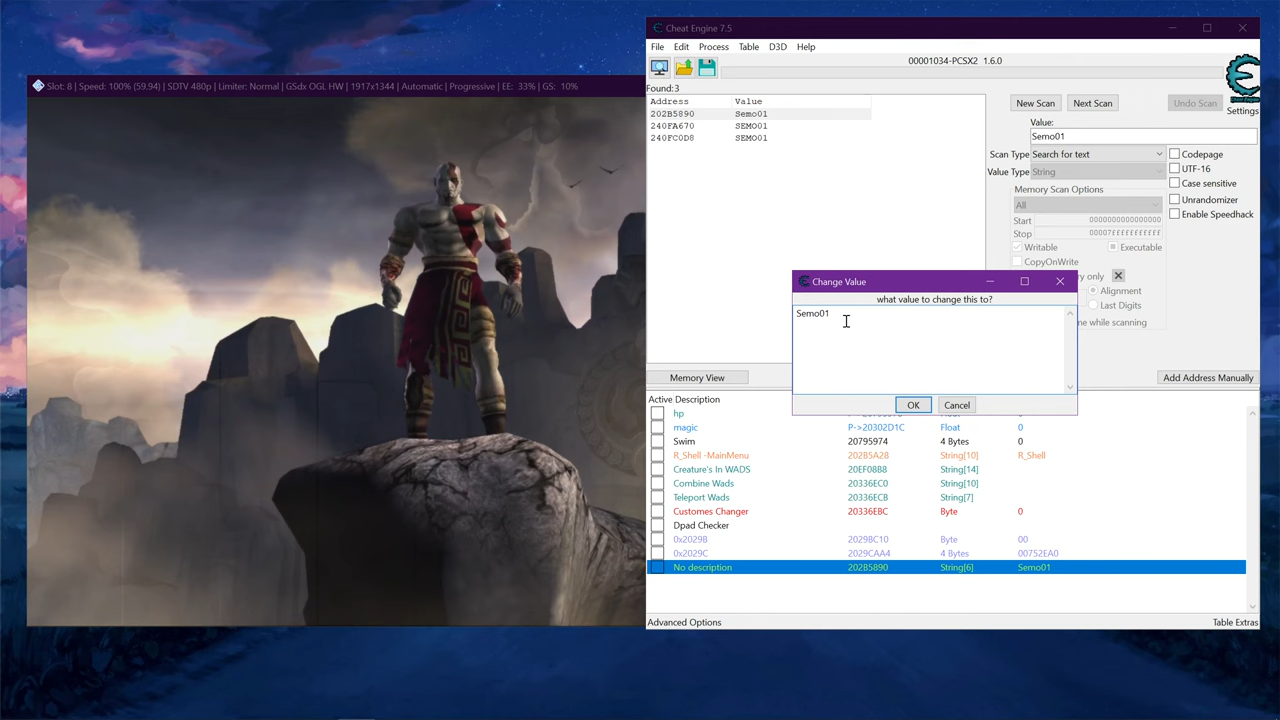 Cheat Engine 7.5
File Edit Process Table D3D Help
00001034-PCSX2 1.6.0
Slot: 8 | Speed: 100% (59.94) | SDTV 480p | Limiter: Normal | GSdx OGL HW | 1917x1344 | Automatic | Progressive | EE: 33% | GS: 10%
Found:3
Address Value
202B5890 Semo01
240FA670 SEMO01
240FC0D8 SEMO01
New Scan Next Scan Undo Scan
Settings
Value:
Semo01
Scan Type Search for text
Value Type String
Codepage
UTF-16
Case sensitive
Unrandomizer
Enable Speedhack
Memory Scan Options
All
Start 0000000000000000
Stop 00007fffffffffff
Writable Executable
CopyOnWrite
ry only
Alignment
Last Digits
me while scanning
Change Value
what value to change this to?
Semo01
OK Cancel
Memory View
Add Address Manually
Active Description
hp
magic P->20302D1C Float 0
Swim 20795974 4 Bytes 0
R_Shell -MainMenu 202B5A28 String[10] R_Shell
Creature's In WADS 20EF08B8 String[14]
Combine Wads 20336EC0 String[10]
Teleport Wads 20336ECB String[7]
Customes Changer 20336EBC Byte 0
Dpad Checker
0x2029B 2029BC10 Byte 00
0x2029C 2029CAA4 4 Bytes 00752EA0
No description 202B5890 String[6] Semo01
Advanced Options
Table Extras